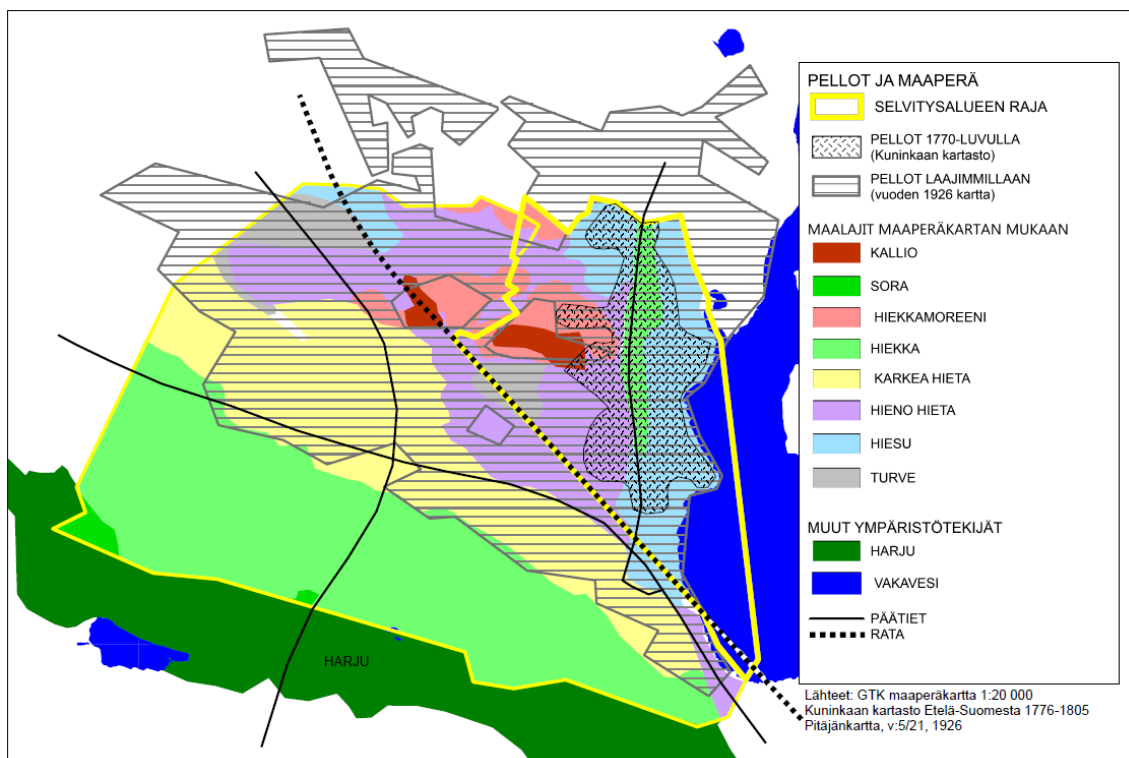 PELLOT JA MAAPERÄ
SELVITYSALUEEN RAJA
PELLOT 1770-LUVULLA
(Kuninkaan kartasto)
PELLOT LAAJIMMILLAAN
(vuoden 1926 kartta)
MAALAJIT MAAPERÄKARTAN MUKAAN
KALLIO
SORA
HIEKKAMOREENI
HIEKKA
KARKEA HIETA
HIENO HIETA
HIESU
TURVE
MUUT YMPÄRISTÖTEKIJÄT
HARJU
VAKAVESI
PÄÄTIET
RATA
HARJU
Lähteet: GTK maaperäkartta 1:20 000
Kuninkaan kartasto Etelä-Suomesta 1776-1805
Pitäjänkartta, v:5/21, 1926